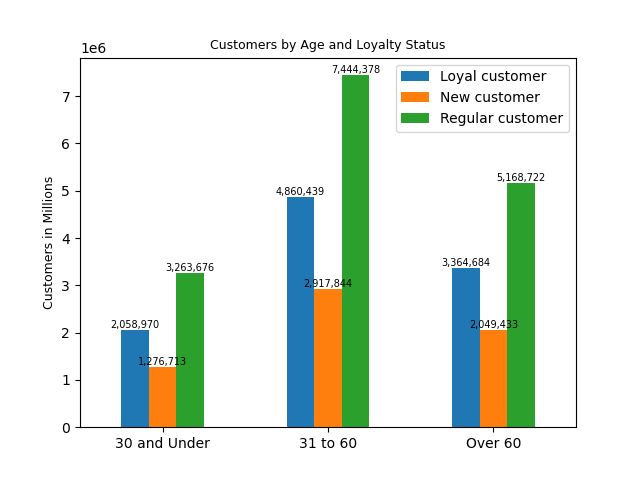 Customers by Age and Loyalty Status
1e6
Customers in Millions
7
6
5
4
3
2
1
0
2,058,970
1,276,713
3,263,676
4,860,439
2,917,844
7,444,378
3,364,684
2,049,433
5,168,722
Loyal customer
New customer
Regular customer
30 and Under
31 to 60
Over 60